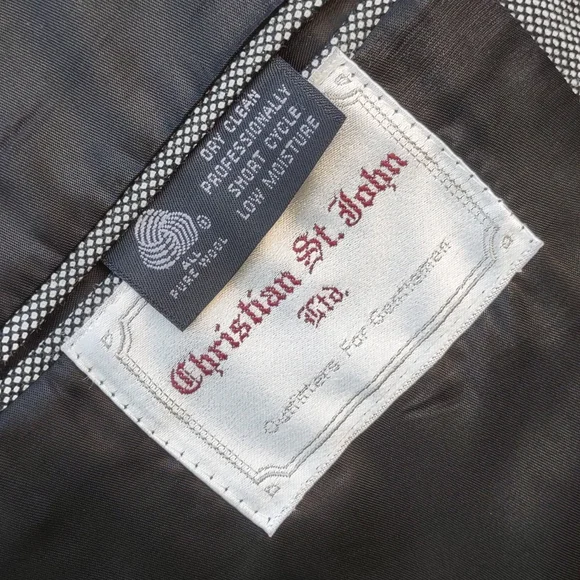 DRY CLEAN
PROFESSIONALLY
SHORT CYCLE
LOW MOISTURE
®
ALL
PURE WOOL
Christian St. John
Ltd.
Outfitters For Gentlemen